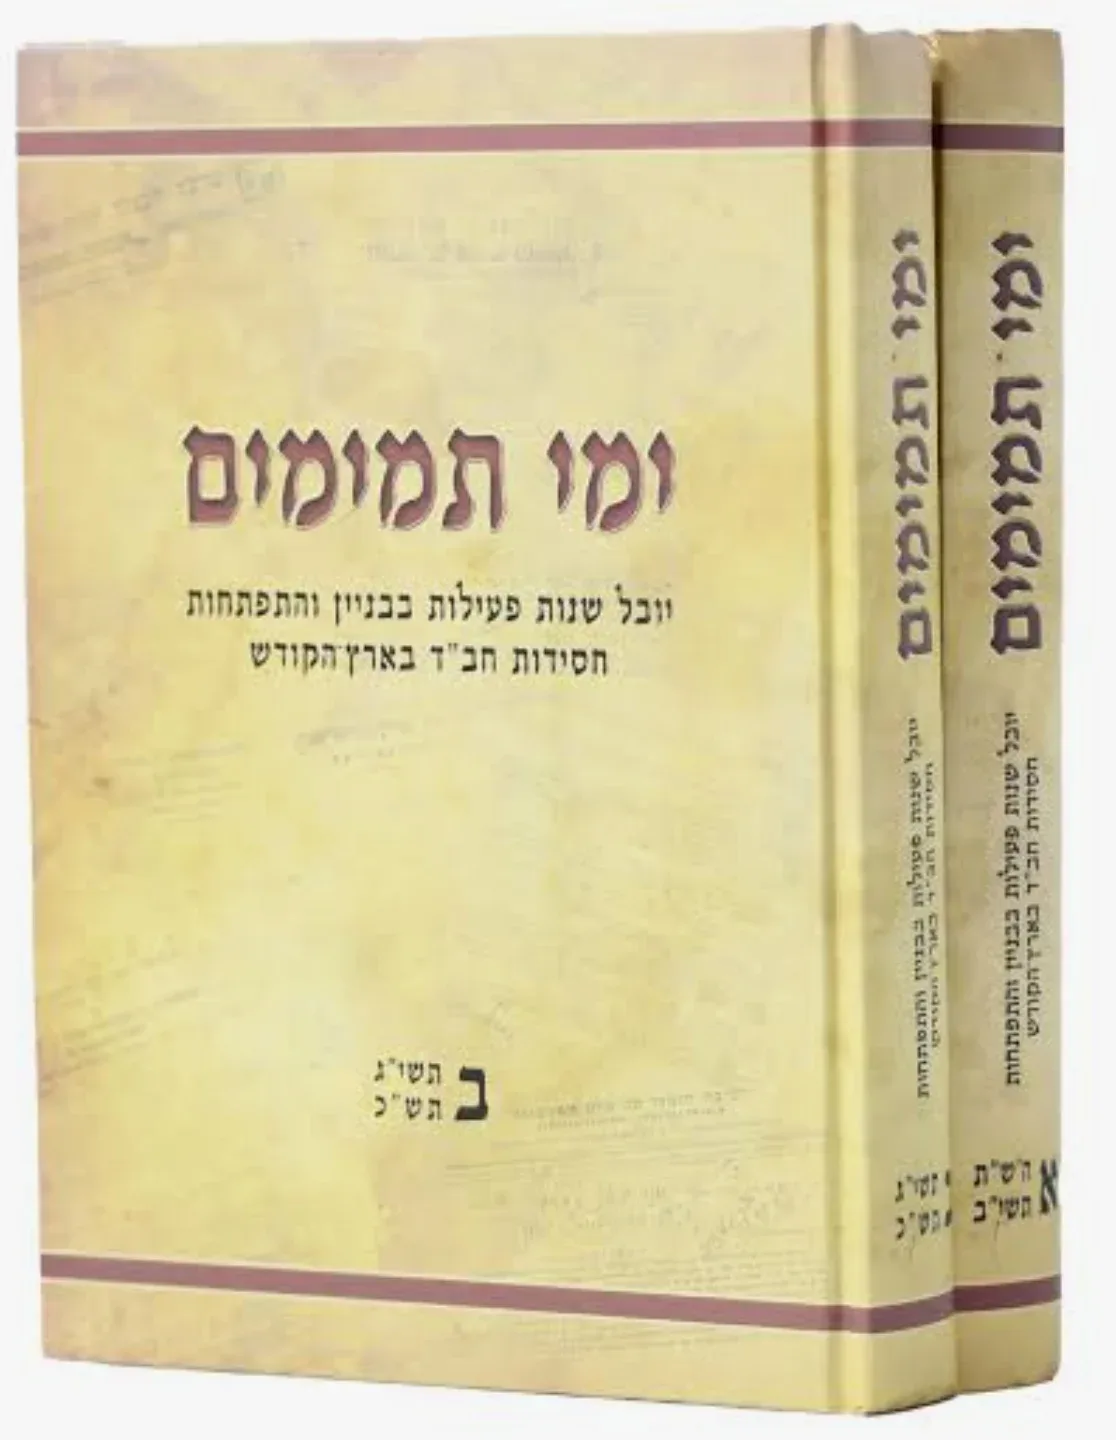 ימי תמימים
יובל שנות פעילות בבניין והתפתחות
חסידות חב"ד בארץ־הקודש
ב
תשי"ג
תש"כ
ימי תמימים
יובל שנות פעילות בבניין והתפתחות
חסידות חב"ד בארץ הקודש
תשי"ג
תש"כ
ימי תמימים
יובל שנות פעילות בבניין והתפתחות
חסידות חב"ד בארץ הקודש
א
ה'ש"ת
תשי"ב